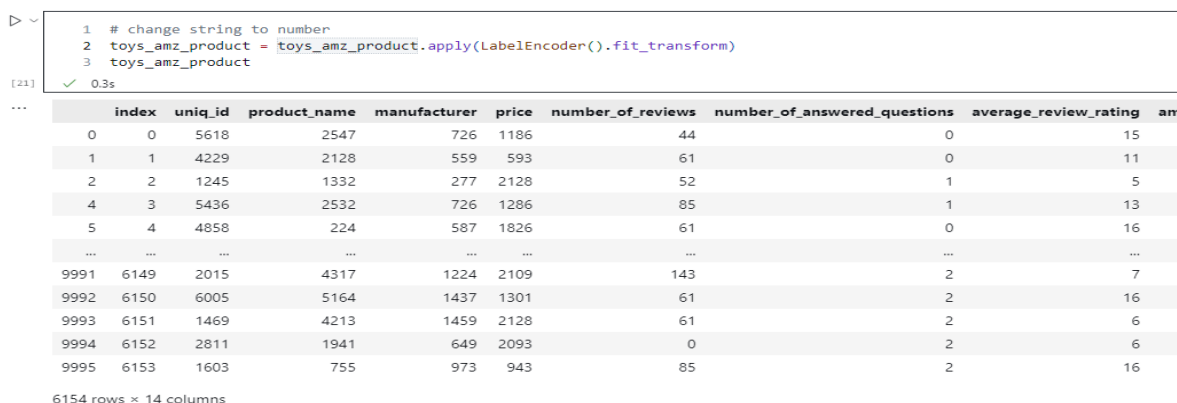 1 # change string to number
2 toys_amz_product = toys_amz_product.apply(LabelEncoder().fit_transform)
3 toys_amz_product
[21] ✓ 0.3s
...
index uniq_id product_name manufacturer price number_of_reviews number_of_answered_questions average_review_rating am
0 0 5618 2547 726 1186 44 0 15
1 1 4229 2128 559 593 61 0 11
2 2 1245 1332 277 2128 52 1 5
4 3 5436 2532 726 1286 85 1 13
5 4 4858 224 587 1826 61 0 16
... ... ... ... ... ... ... ... ...
9991 6149 2015 4317 1224 2109 143 2 7
9992 6150 6005 5164 1437 1301 61 2 16
9993 6151 1469 4213 1459 2128 61 2 6
9994 6152 2811 1941 649 2093 0 2 6
9995 6153 1603 755 973 943 85 2 16
6154 rows × 14 columns